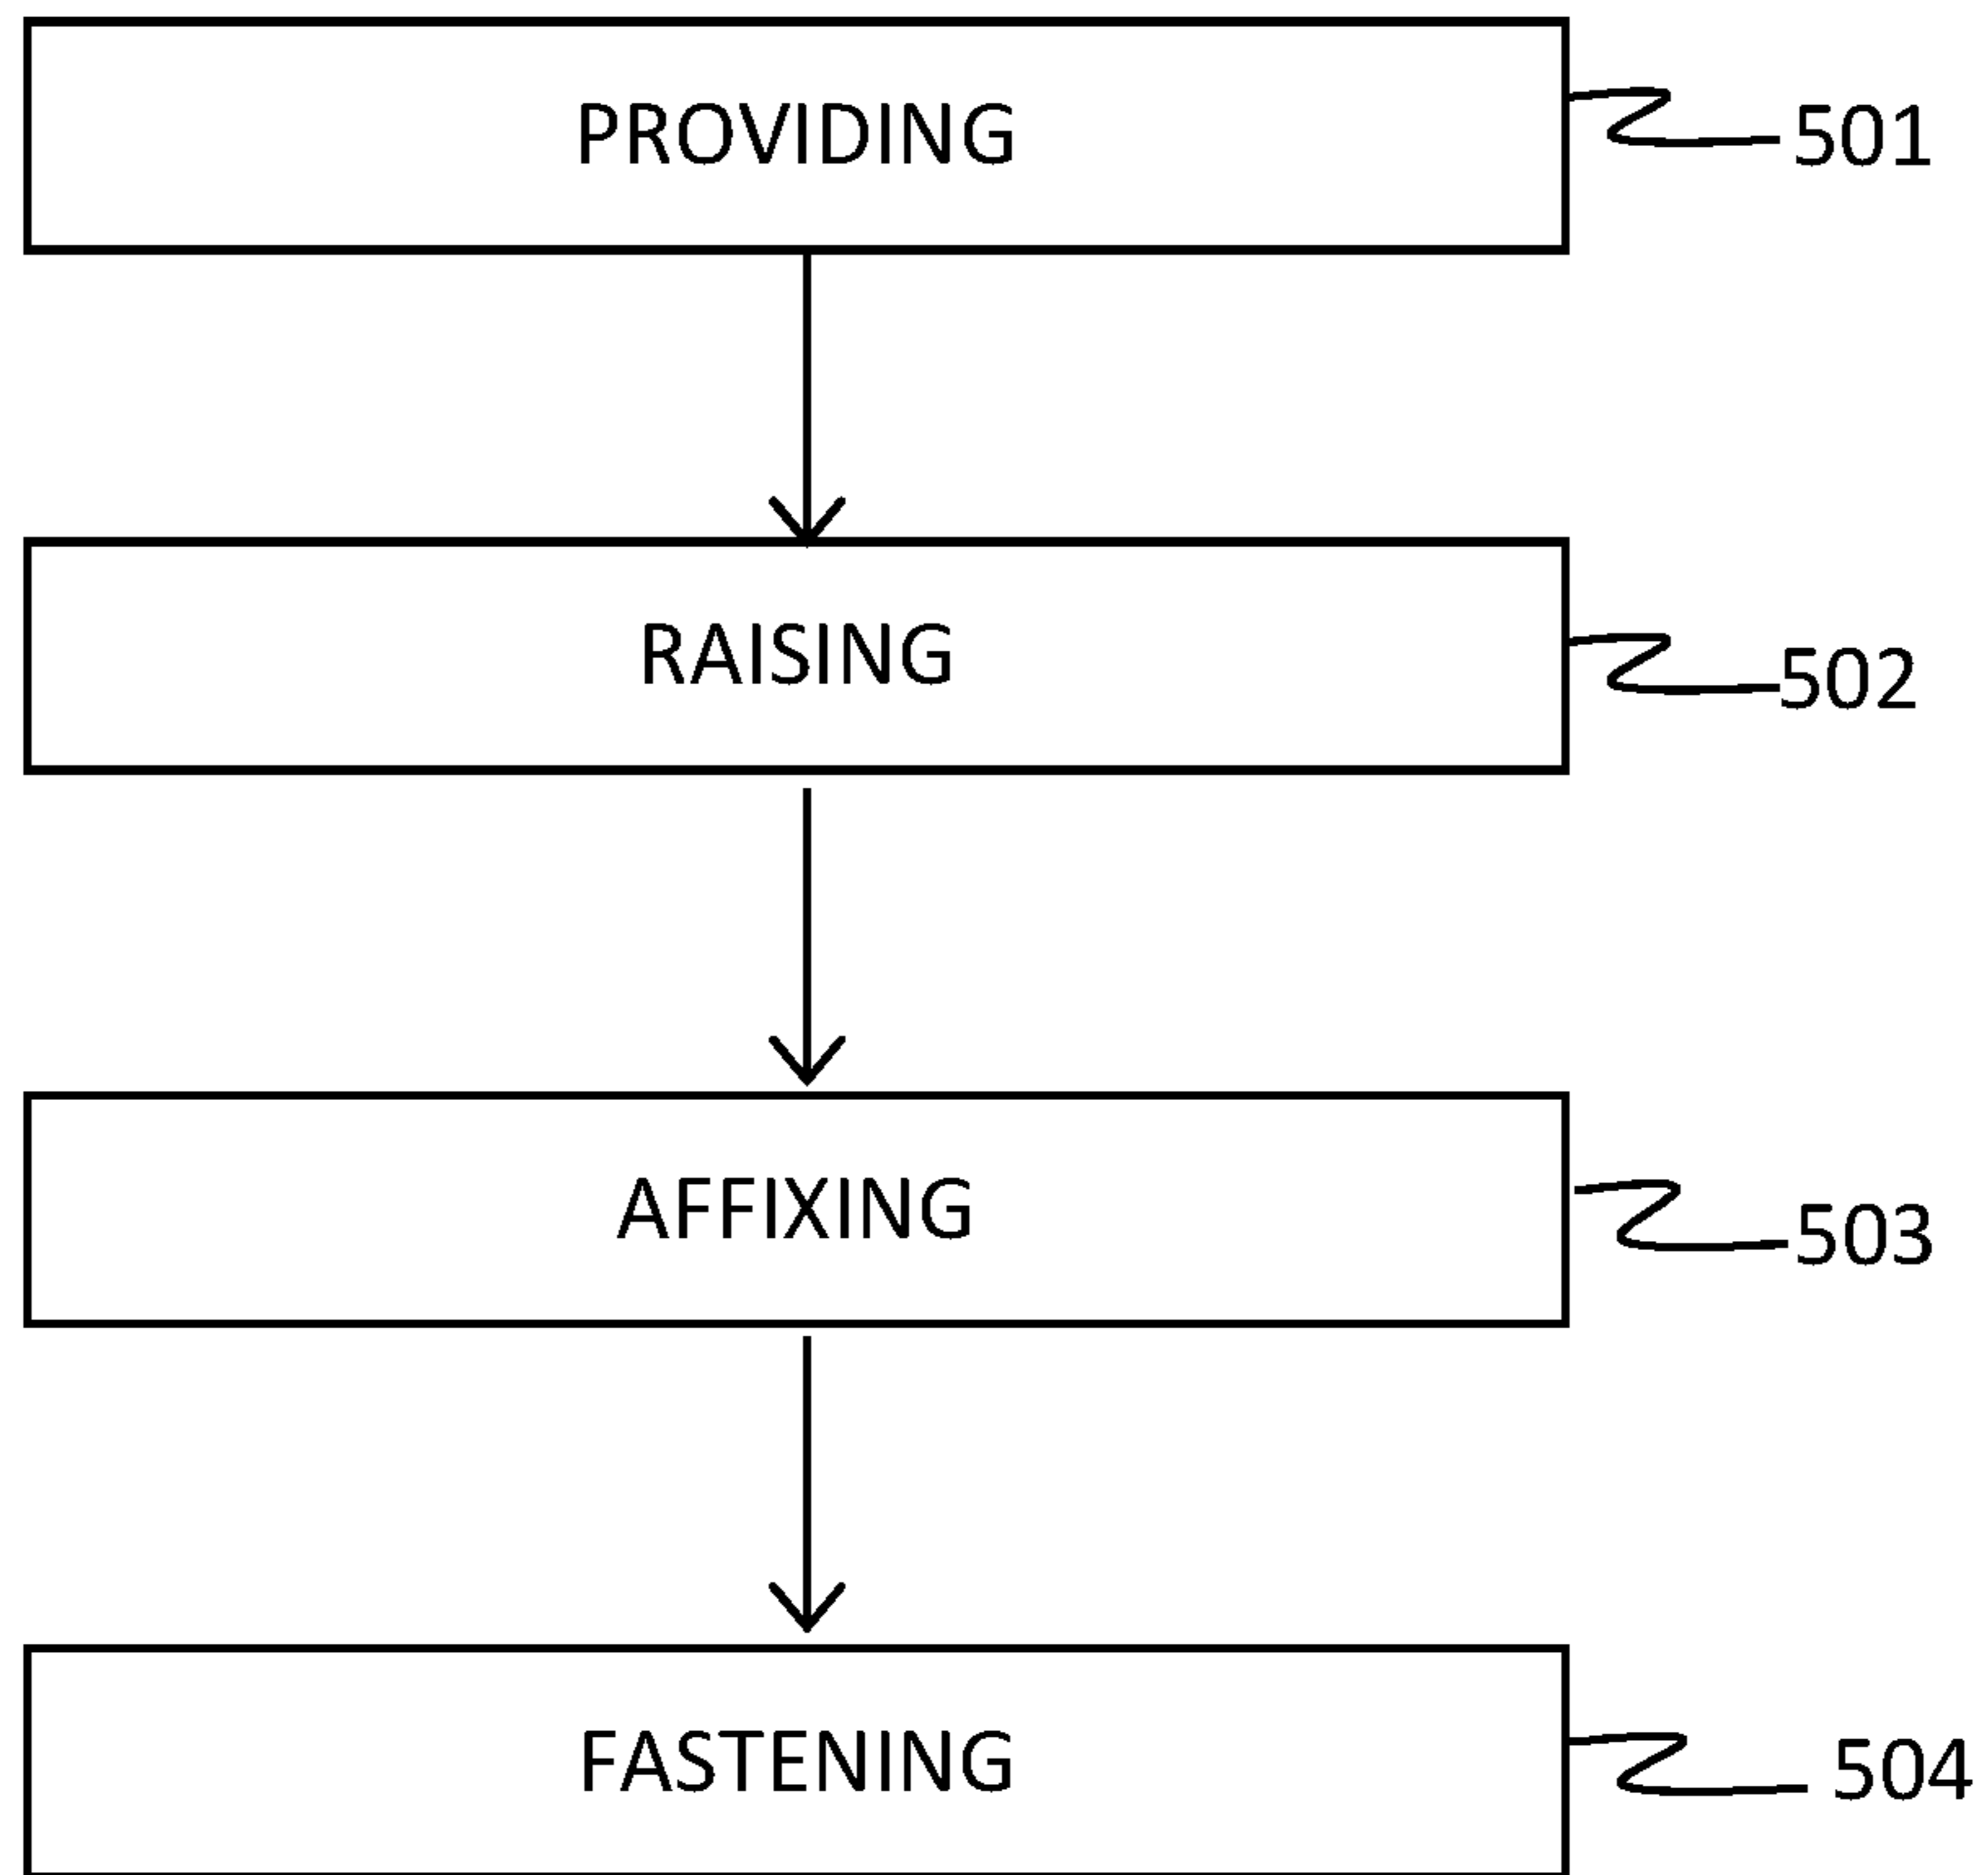 PROVIDING
501
RAISING
502
AFFIXING
503
FASTENING
504